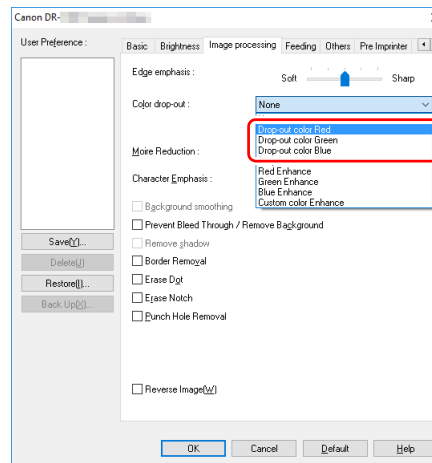 Canon DR-
User Preference :
Basic Brightness Image processing Feeding Others Pre Imprinter
Edge emphasis :
Soft Sharp
Color drop-out :
None
Drop-out color Red
Drop-out color Green
Drop-out color Blue
Moire Reduction :
Red Enhance
Character Emphasis :
Green Enhance
Blue Enhance
Custom color Enhance
Background smoothing
Prevent Bleed Through / Remove Background
Save[Y]...
Remove shadow
Delete[J]
Border Removal
Restore[I]...
Erase Dot
Back Up[X]...
Erase Notch
Punch Hole Removal
Reverse Image[W]
OK Cancel Default Help